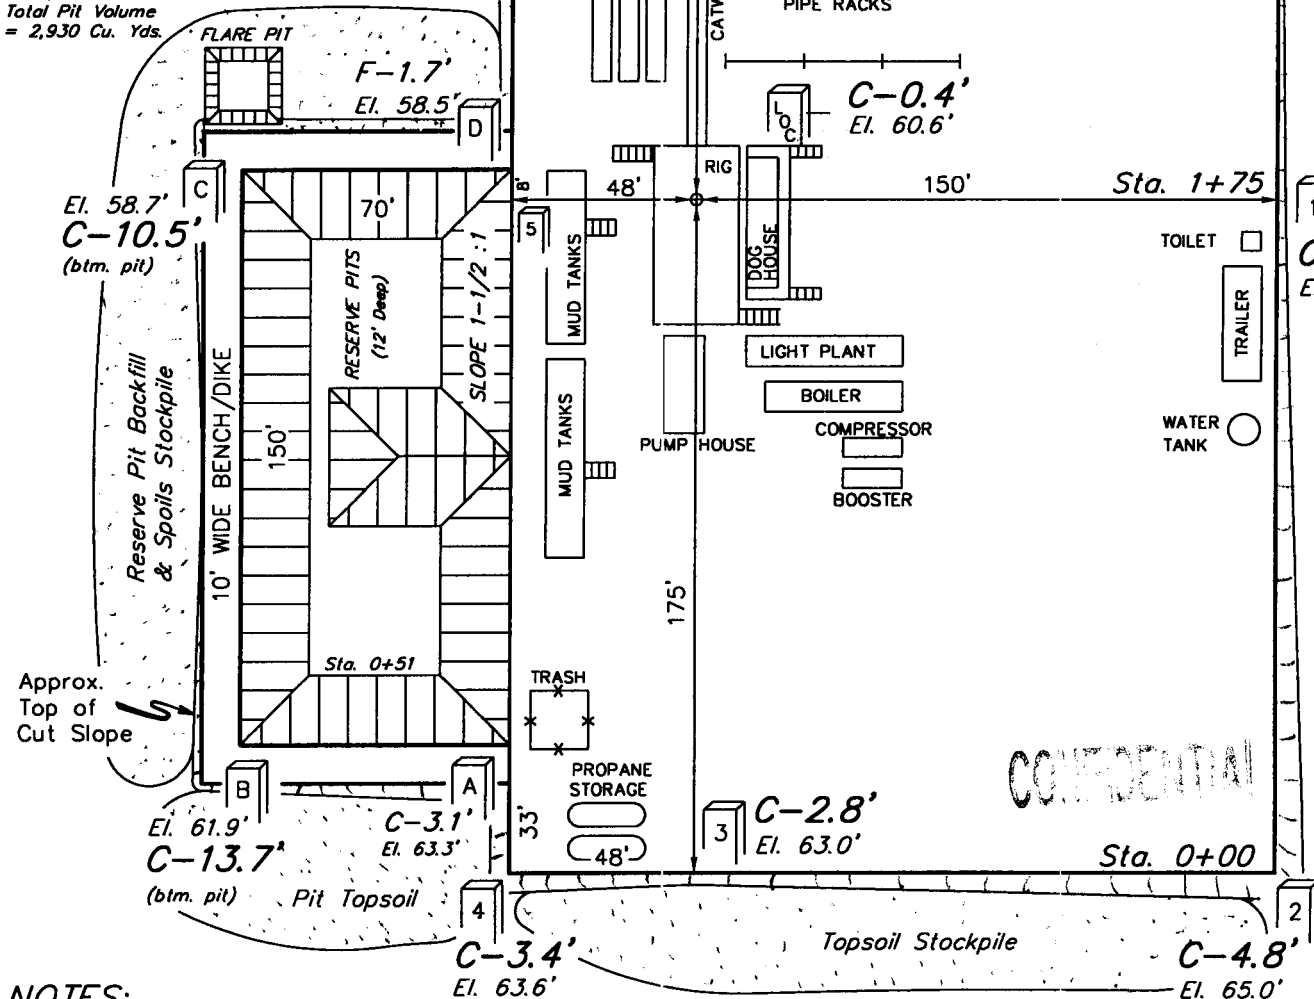 Total Pit Volume
= 2,930 Cu. Yds.
FLARE PIT
PIPE RACKS
F-1.7'
El. 58.5'
D
C-0.4'
El. 60.6'
LOC.
C
El. 58.7'
C-10.5'
(btm. pit)
70'
8'
48'
RIG
150'
Sta. 1+75
5
TOILET
TRAILER
WATER
TANK
RESERVE PITS
(12' Deep)
SLOPE 1-1/2 :1
MUD TANKS
MUD TANKS
DOG
HOUSE
LIGHT PLANT
BOILER
PUMP HOUSE
COMPRESSOR
BOOSTER
Reserve Pit Backfill
& Spoils Stockpile
10' WIDE BENCH/DIKE
150'
175'
Sta. 0+51
TRASH
Approx.
Top of
Cut Slope
PROPANE
STORAGE
CONFIDENTIAL
B
A
El. 61.9'
C-13.7'
(btm. pit)
C-3.1'
El. 63.3'
33'
48'
3
C-2.8'
El. 63.0'
Sta. 0+00
Pit Topsoil
4
C-3.4'
El. 63.6'
Topsoil Stockpile
2
C-4.8'
El. 65.0'
NOTES: